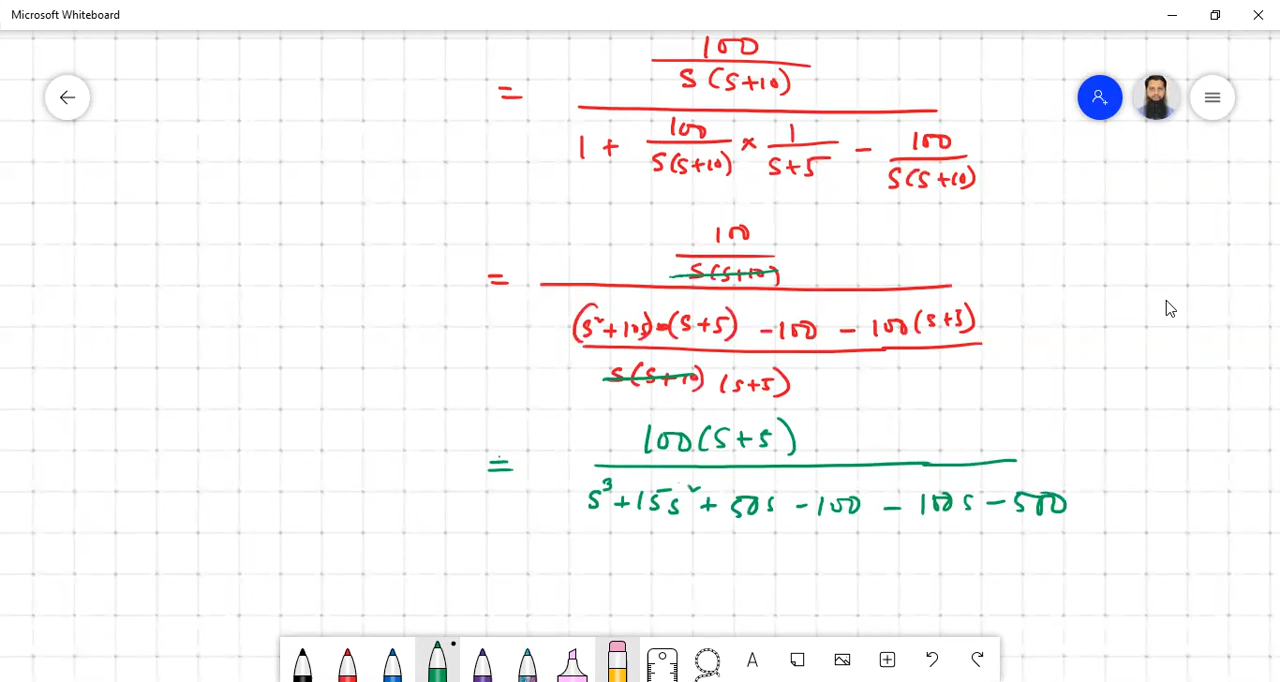 Microsoft Whiteboard
100
S(S+10)
=
1 + 100 × 1 − 100
S(S+10) S+5 S(S+10)
100
S(S+10)
=
(S²+10S)(S+5) −100 − 100(S+5)
S(S+10) (S+5)
100(S+5)
=
S³+15S²+50S −100 − 100S −500
A